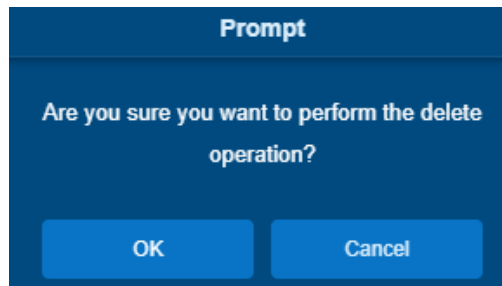 Prompt
Are you sure you want to perform the delete
operation?
OK
Cancel